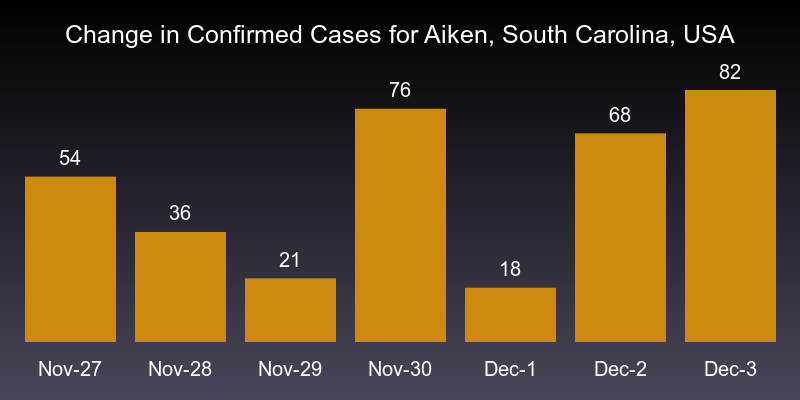 Change in Confirmed Cases for Aiken, South Carolina, USA
54
36
21
76
18
68
82
Nov-27
Nov-28
Nov-29
Nov-30
Dec-1
Dec-2
Dec-3